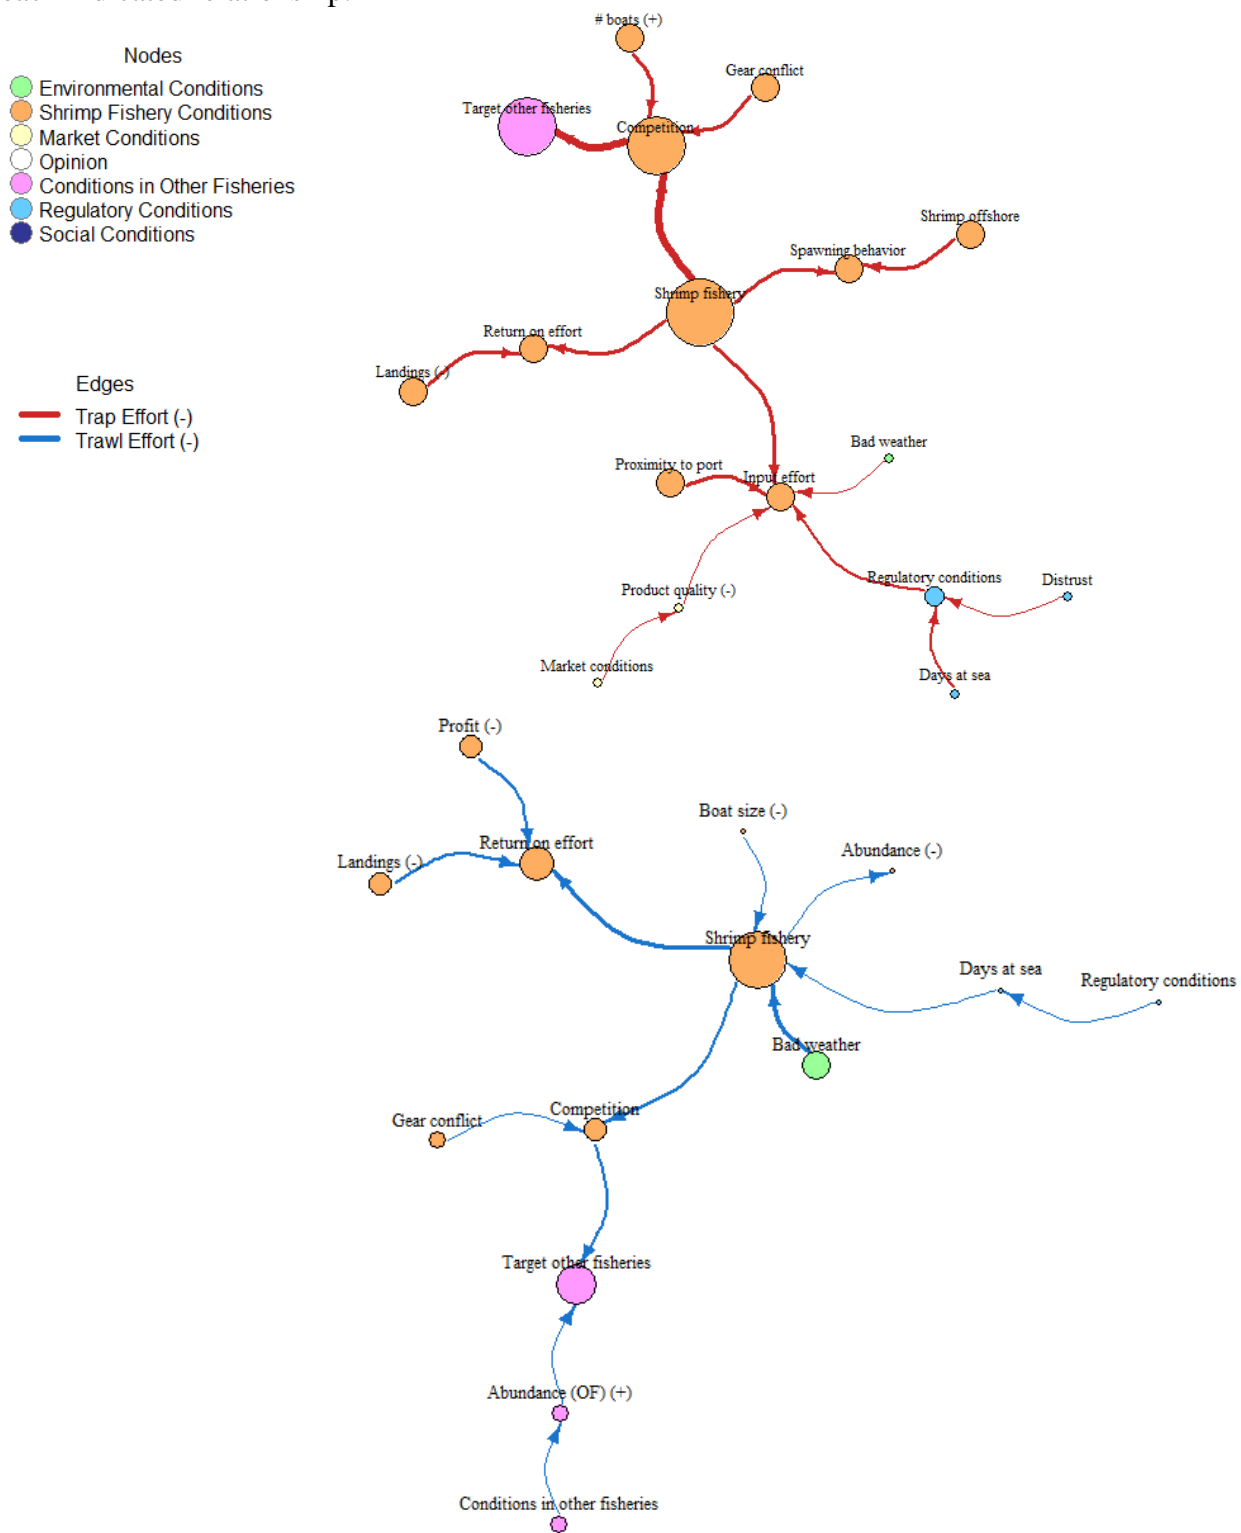 Nodes
Environmental Conditions
Shrimp Fishery Conditions
Market Conditions
Opinion
Conditions in Other Fisheries
Regulatory Conditions
Social Conditions
Edges
Trap Effort (-)
Trawl Effort (-)
# boats (+)
Gear conflict
Target other fisheries
Competition
Shrimp offshore
Spawning behavior
Shrimp fishery
Return on effort
Landings (-)
Bad weather
Proximity to port
Input effort
Regulatory conditions
Distrust
Product quality (-)
Market conditions
Days at sea
Profit (-)
Boat size (-)
Return on effort
Abundance (-)
Landings (-)
Shrimp fishery
Days at sea
Regulatory conditions
Bad weather
Competition
Gear conflict
Target other fisheries
Abundance (OF) (+)
Conditions in other fisheries